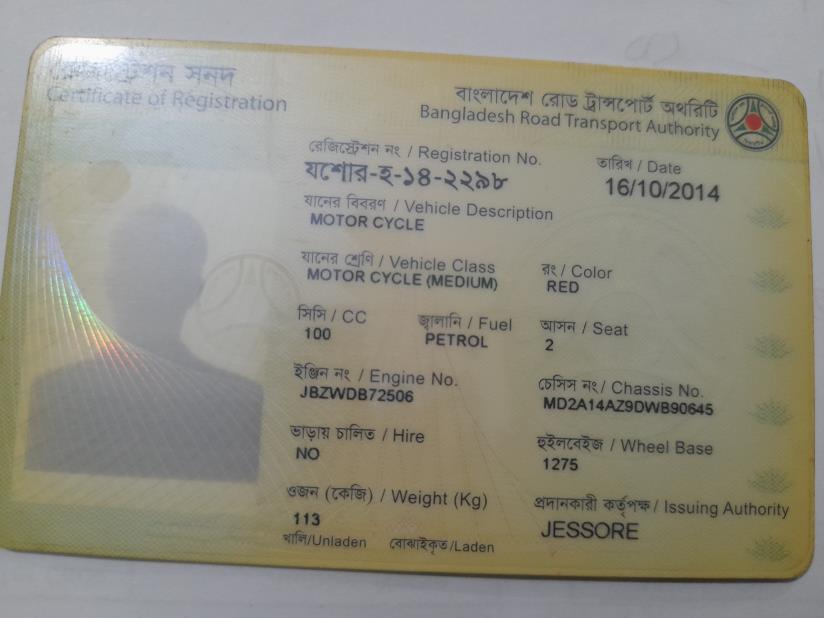 রেজিস্ট্রেশন সনদ
Certificate of Registration
বাংলাদেশ রোড ট্রান্সপোর্ট অথরিটি
Bangladesh Road Transport Authority
রেজিস্ট্রেশন নং / Registration No.
যশোর-হ-১৪-২২৯৮
তারিখ / Date
16/10/2014
যানের বিবরণ / Vehicle Description
MOTOR CYCLE
যানের শ্রেণি / Vehicle Class
MOTOR CYCLE (MEDIUM)
রং / Color
RED
সিসি / CC
100
জ্বালানি / Fuel
PETROL
আসন / Seat
2
ইঞ্জিন নং / Engine No.
JBZWDB72506
চেসিস নং / Chassis No.
MD2A14AZ9DWB90645
ভাড়ায় চালিত / Hire
NO
হুইলবেইজ / Wheel Base
1275
ওজন (কেজি) / Weight (Kg)
113
খালি/Unladen বোঝাইকৃত/Laden
প্রদানকারী কর্তৃপক্ষ / Issuing Authority
JESSORE